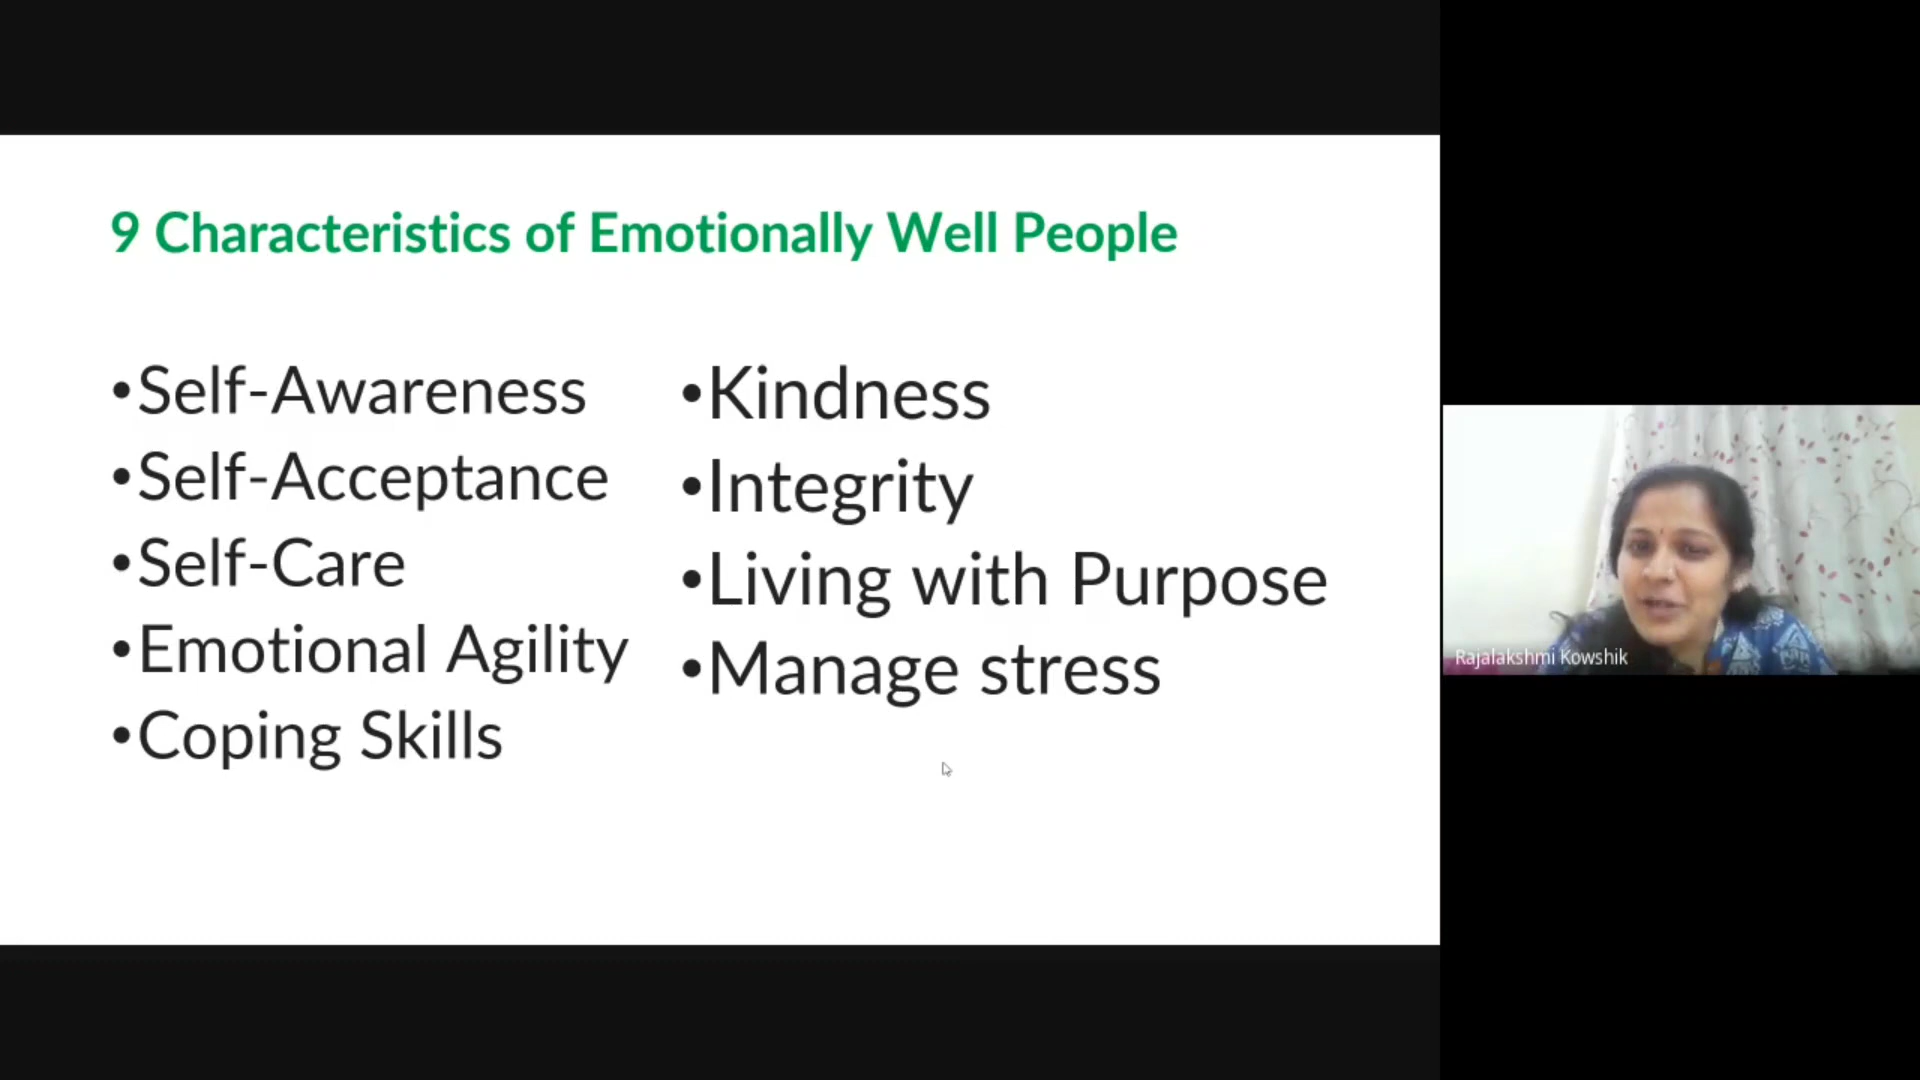 9 Characteristics of Emotionally Well People
•Self-Awareness
•Self-Acceptance
•Self-Care
•Emotional Agility
•Coping Skills
•Kindness
•Integrity
•Living with Purpose
•Manage stress
Rajalakshmi Kowshik